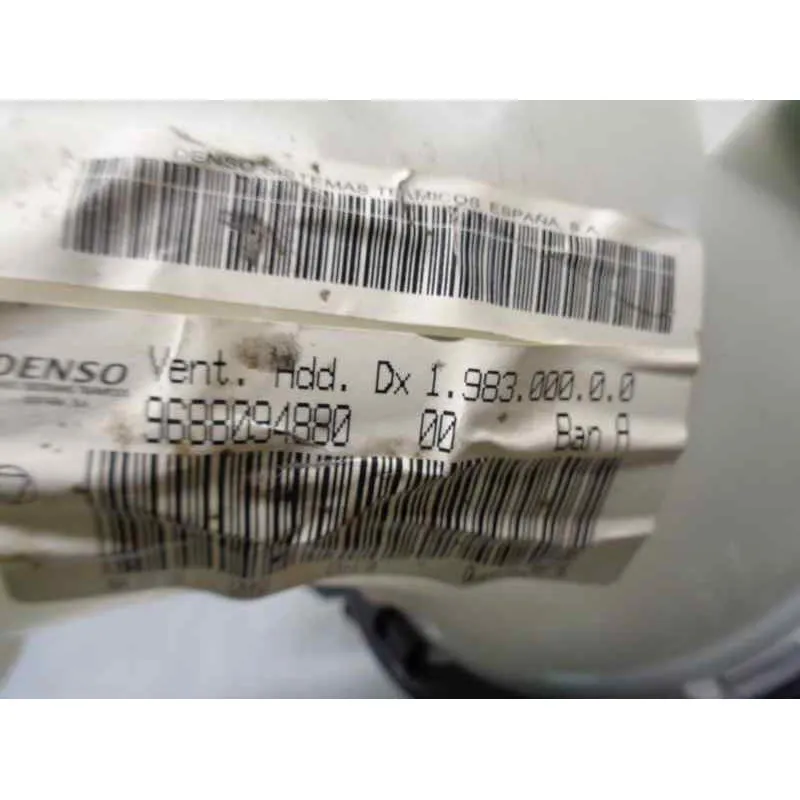 DENSO SISTEMAS TERMICOS ESPAÑA, S.A.
DENSO Vent. Add. Dx 1.983.000.0.0
9688094880 00 Ban A